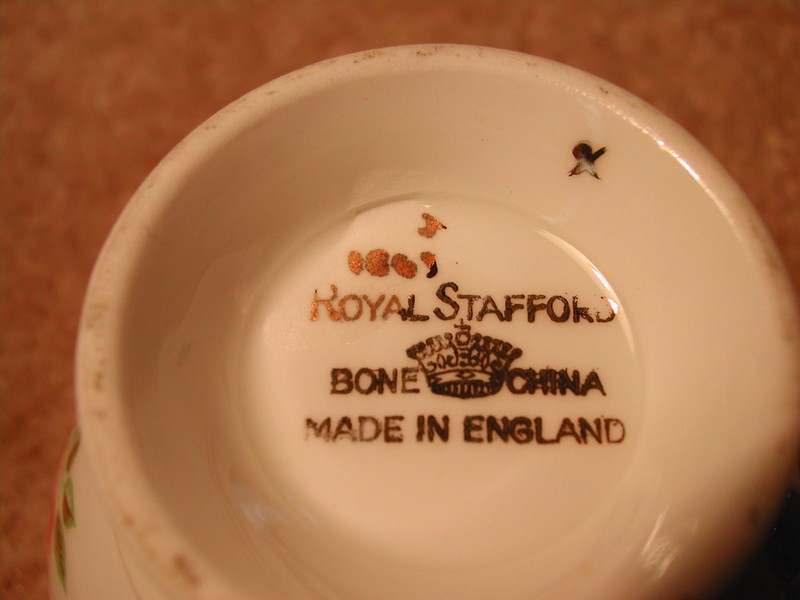 ROYAL STAFFORD
BONE CHINA
MADE IN ENGLAND